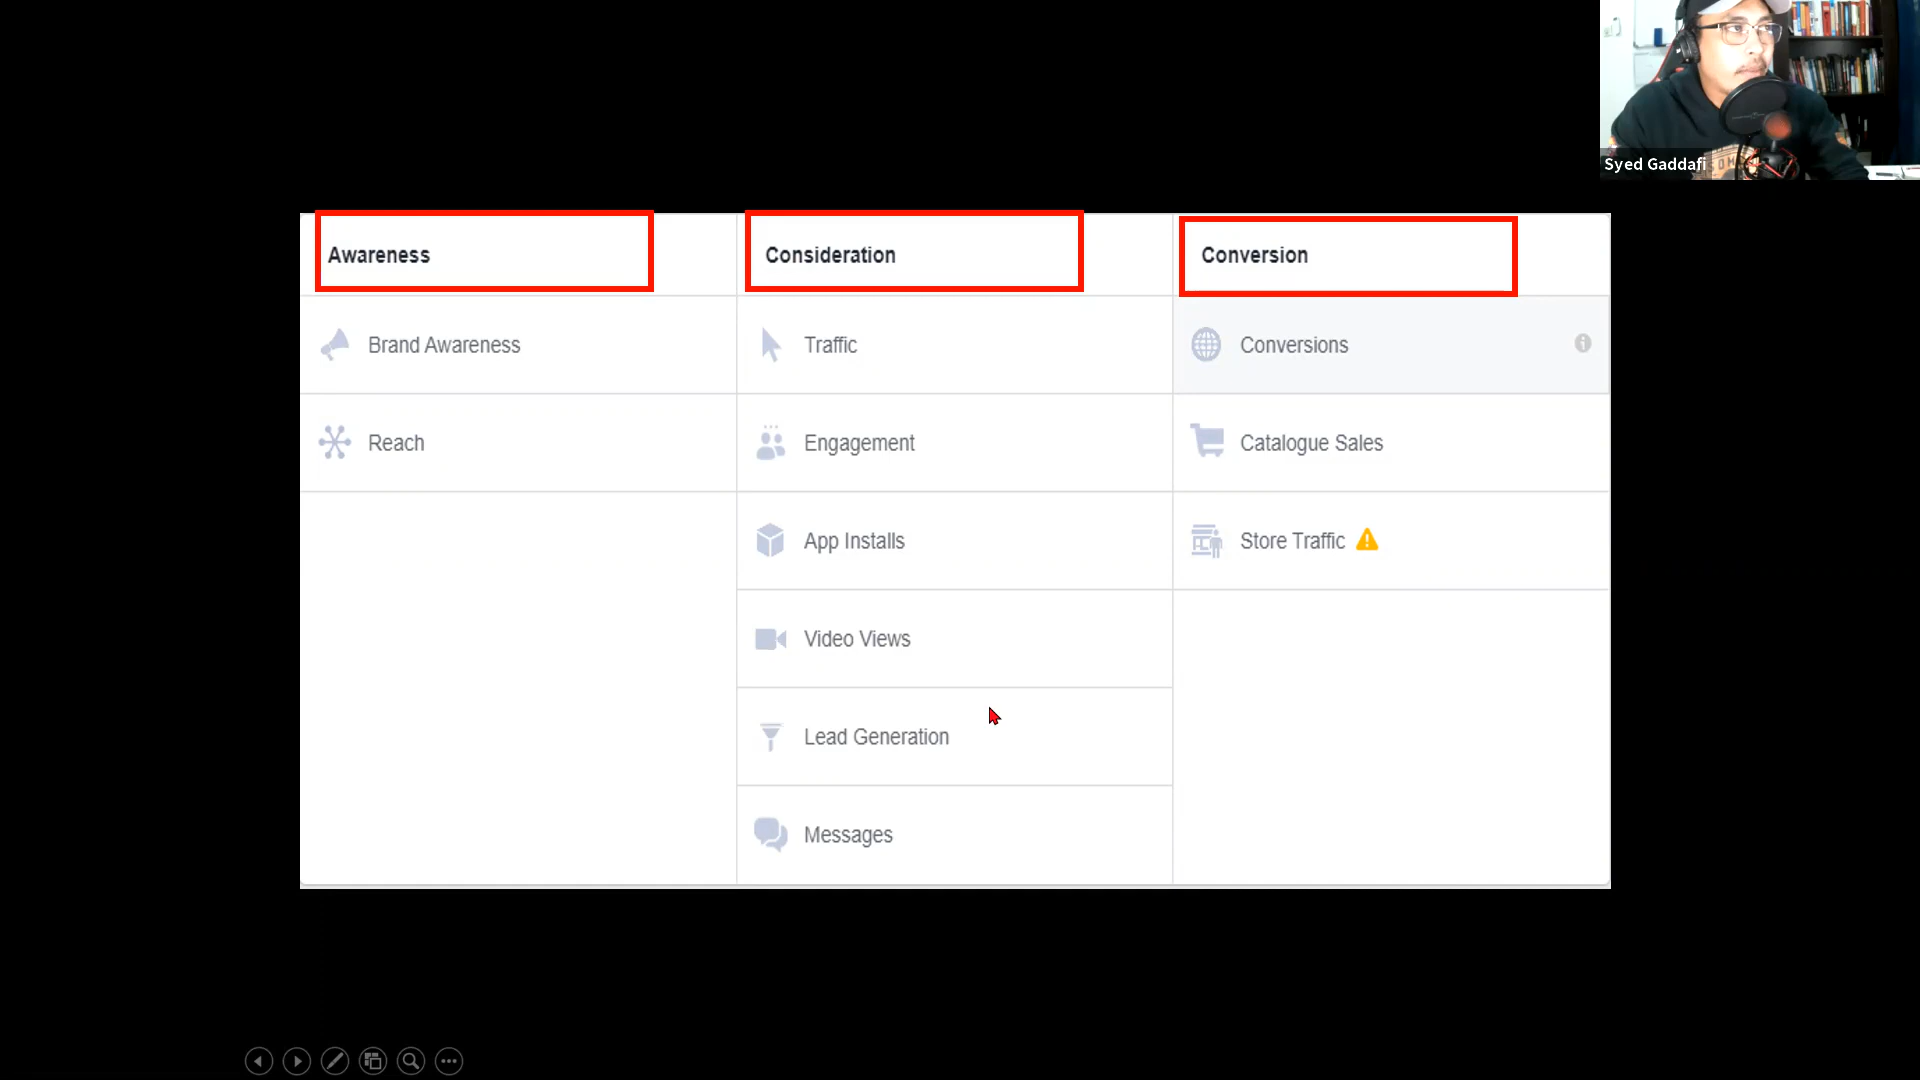 Syed Gaddafi
Awareness
Consideration
Conversion
Brand Awareness
Traffic
Conversions
Reach
Engagement
Catalogue Sales
App Installs
Store Traffic
Video Views
Lead Generation
Messages